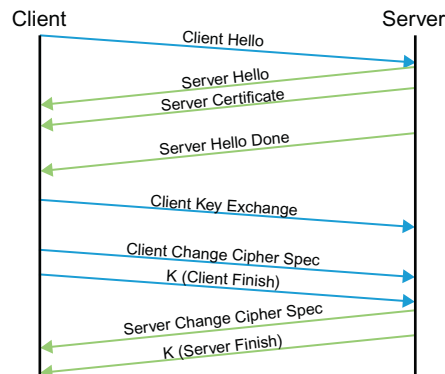 Client
Server
Client Hello
Server Hello
Server Certificate
Server Hello Done
Client Key Exchange
Client Change Cipher Spec
K (Client Finish)
Server Change Cipher Spec
K (Server Finish)